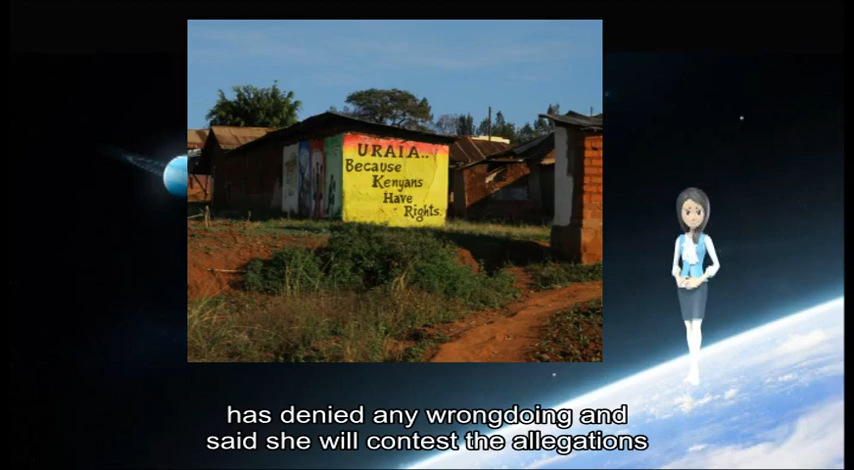 URAIA..
Because
Kenyans
Have
Rights.
has denied any wrongdoing and
said she will contest the allegations